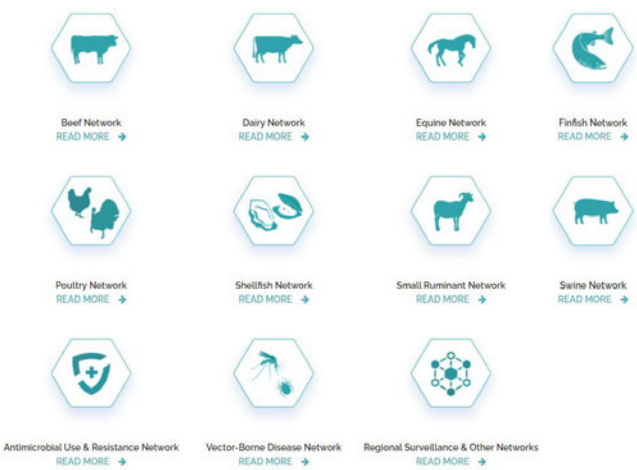 Beef Network
READ MORE →
Dairy Network
READ MORE →
Equine Network
READ MORE →
Finfish Network
READ MORE →
Poultry Network
READ MORE →
Shellfish Network
READ MORE →
Small Ruminant Network
READ MORE →
Swine Network
READ MORE →
Antimicrobial Use & Resistance Network
READ MORE →
Vector-Borne Disease Network
READ MORE →
Regional Surveillance & Other Networks
READ MORE →